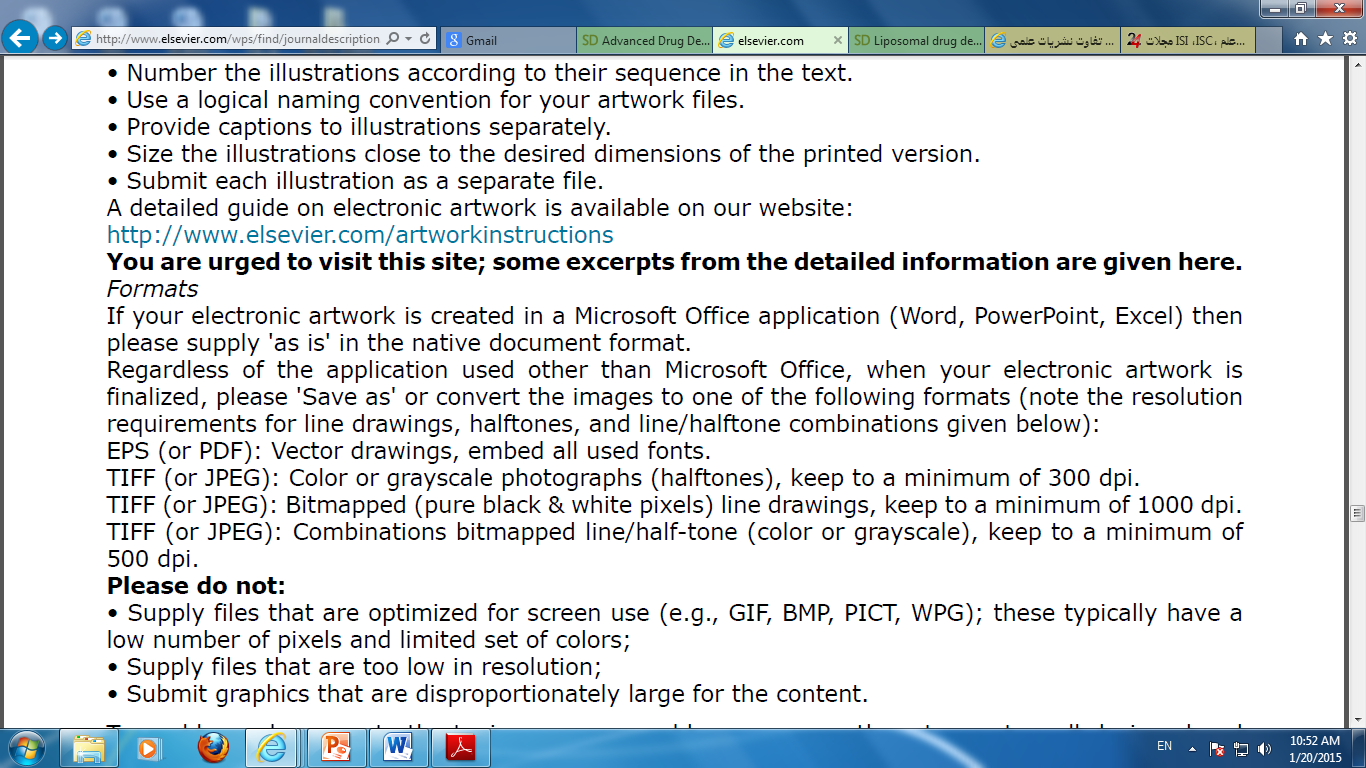 http://www.elsevier.com/wps/find/journaldescription
Gmail
SD Advanced Drug De...
elsevier.com
SD Liposomal drug de...
تفاوت نشریات علمی ...
مجلات ISI ،ISC، علم...
• Number the illustrations according to their sequence in the text.
• Use a logical naming convention for your artwork files.
• Provide captions to illustrations separately.
• Size the illustrations close to the desired dimensions of the printed version.
• Submit each illustration as a separate file.
A detailed guide on electronic artwork is available on our website:
http://www.elsevier.com/artworkinstructions
You are urged to visit this site; some excerpts from the detailed information are given here.
Formats
If your electronic artwork is created in a Microsoft Office application (Word, PowerPoint, Excel) then
please supply 'as is' in the native document format.
Regardless of the application used other than Microsoft Office, when your electronic artwork is
finalized, please 'Save as' or convert the images to one of the following formats (note the resolution
requirements for line drawings, halftones, and line/halftone combinations given below):
EPS (or PDF): Vector drawings, embed all used fonts.
TIFF (or JPEG): Color or grayscale photographs (halftones), keep to a minimum of 300 dpi.
TIFF (or JPEG): Bitmapped (pure black & white pixels) line drawings, keep to a minimum of 1000 dpi.
TIFF (or JPEG): Combinations bitmapped line/half-tone (color or grayscale), keep to a minimum of
500 dpi.
Please do not:
• Supply files that are optimized for screen use (e.g., GIF, BMP, PICT, WPG); these typically have a
low number of pixels and limited set of colors;
• Supply files that are too low in resolution;
• Submit graphics that are disproportionately large for the content.
EN
10:52 AM
1/20/2015